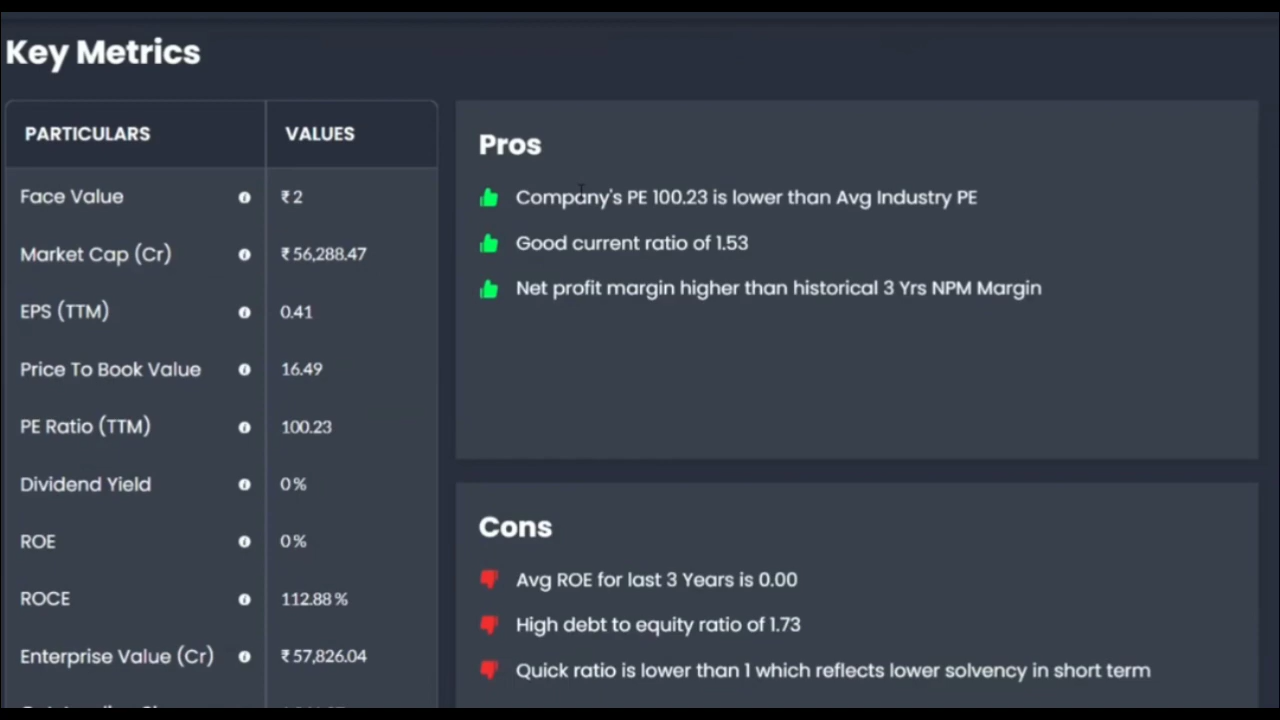 Key Metrics
PARTICULARS VALUES
Face Value ₹ 2
Market Cap (Cr) ₹ 56,288.47
EPS (TTM) 0.41
Price To Book Value 16.49
PE Ratio (TTM) 100.23
Dividend Yield 0 %
ROE 0 %
ROCE 112.88 %
Enterprise Value (Cr) ₹ 57,826.04
Pros
Company's PE 100.23 is lower than Avg Industry PE
Good current ratio of 1.53
Net profit margin higher than historical 3 Yrs NPM Margin
Cons
Avg ROE for last 3 Years is 0.00
High debt to equity ratio of 1.73
Quick ratio is lower than 1 which reflects lower solvency in short term